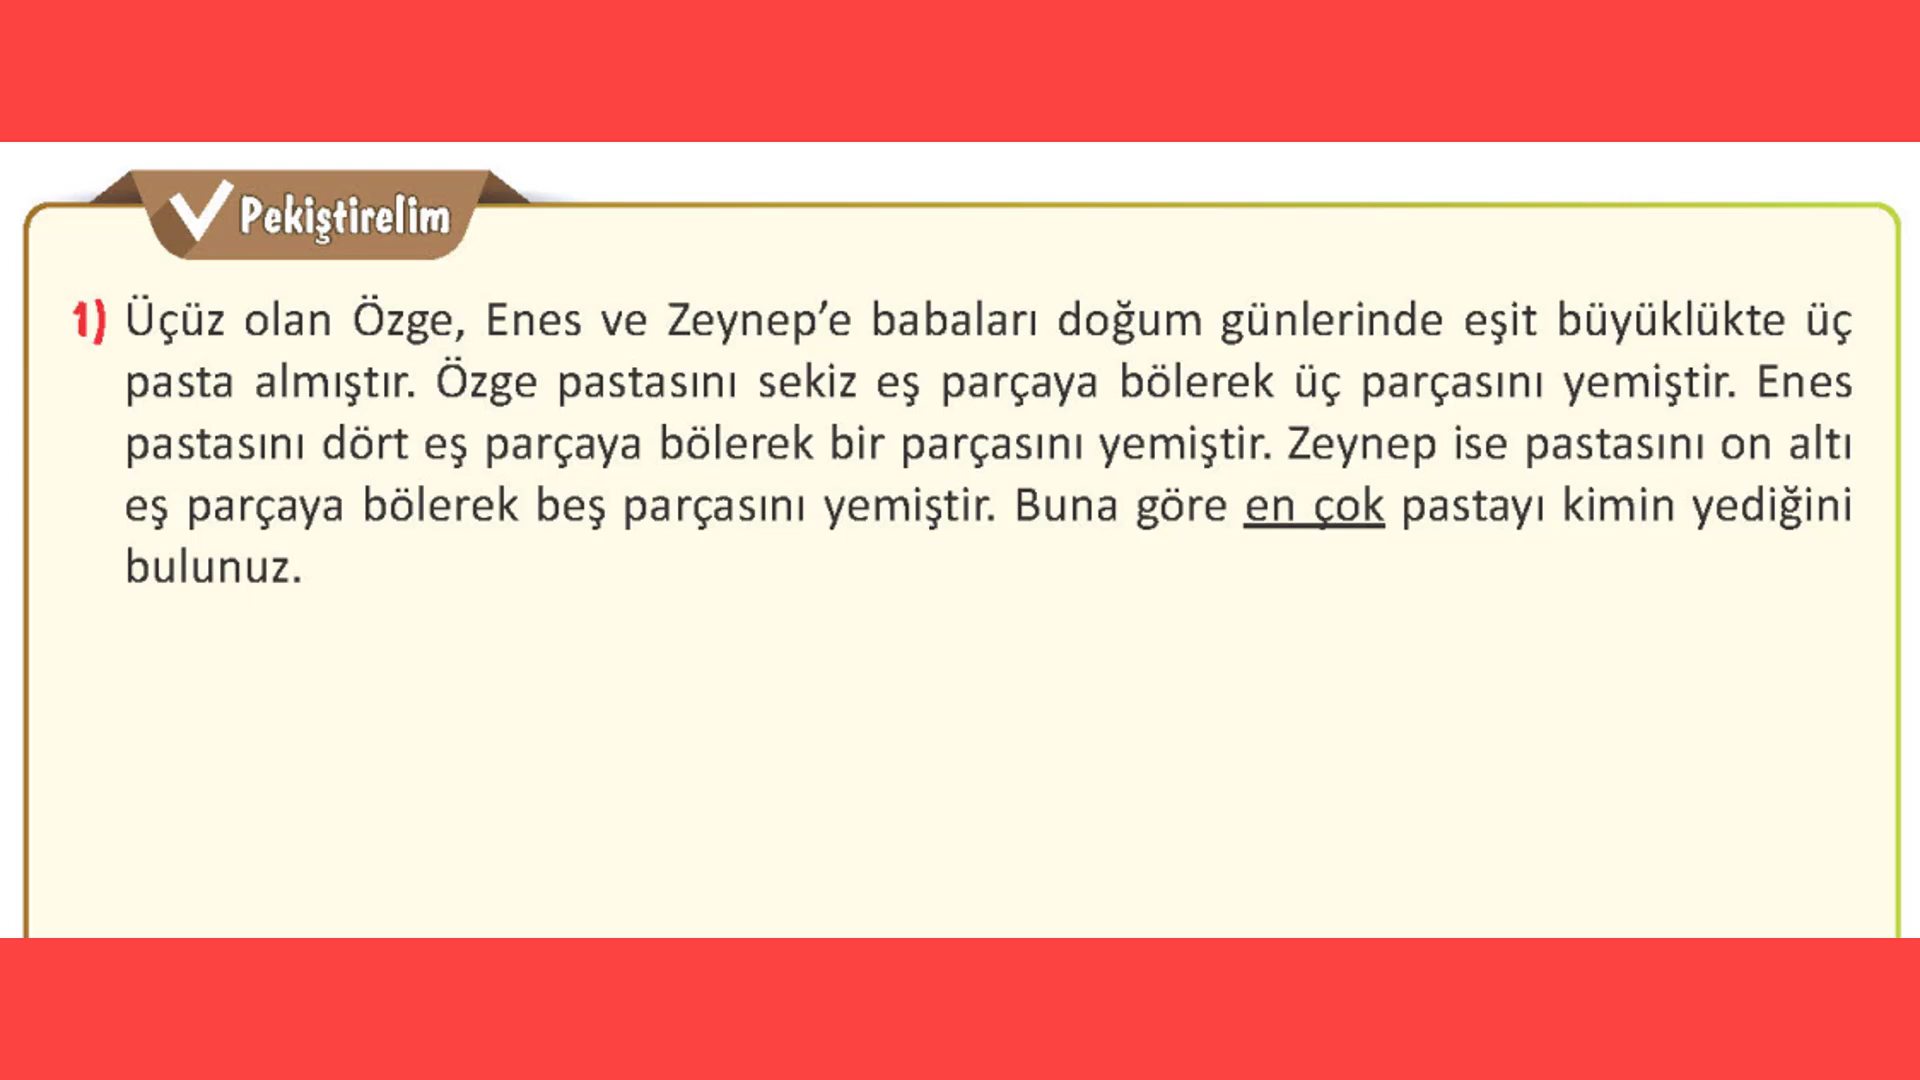 Pekiştirelim
1) Üçüz olan Özge, Enes ve Zeynep’e babaları doğum günlerinde eşit büyüklükte üç
pasta almıştır. Özge pastasını sekiz eş parçaya bölerek üç parçasını yemiştir. Enes
pastasını dört eş parçaya bölerek bir parçasını yemiştir. Zeynep ise pastasını on altı
eş parçaya bölerek beş parçasını yemiştir. Buna göre en çok pastayı kimin yediğini
bulunuz.